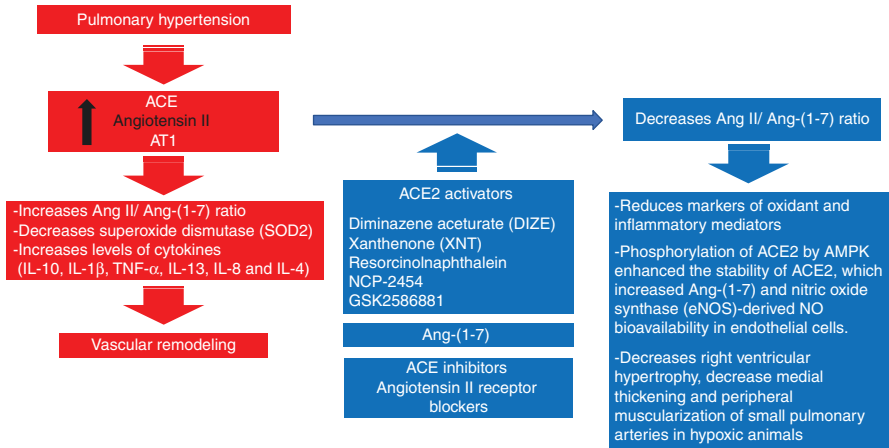 Pulmonary hypertension
ACE
Angiotensin II
AT1
-Increases Ang II/ Ang-(1-7) ratio
-Decreases superoxide dismutase (SOD2)
-Increases levels of cytokines
(IL-10, IL-1β, TNF-α, IL-13, IL-8 and IL-4)
Vascular remodeling
ACE2 activators
Diminazene aceturate (DIZE)
Xanthenone (XNT)
Resorcinolnaphthalein
NCP-2454
GSK2586881
Ang-(1-7)
ACE inhibitors
Angiotensin II receptor
blockers
Decreases Ang II/ Ang-(1-7) ratio
-Reduces markers of oxidant and
inflammatory mediators
-Phosphorylation of ACE2 by AMPK
enhanced the stability of ACE2, which
increased Ang-(1-7) and nitric oxide
synthase (eNOS)-derived NO
bioavailability in endothelial cells.
-Decreases right ventricular
hypertrophy, decrease medial
thickening and peripheral
muscularization of small pulmonary
arteries in hypoxic animals